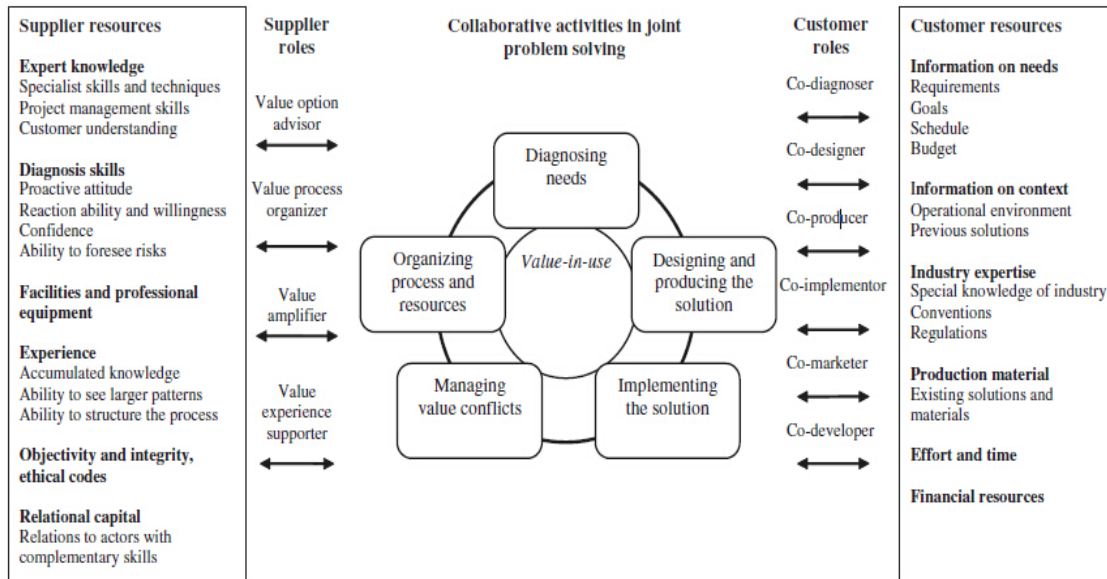 Supplier resources
Expert knowledge
Specialist skills and techniques
Project management skills
Customer understanding
Diagnosis skills
Proactive attitude
Reaction ability and willingness
Confidence
Ability to foresee risks
Facilities and professional
equipment
Experience
Accumulated knowledge
Ability to see larger patterns
Ability to structure the process
Objectivity and integrity,
ethical codes
Relational capital
Relations to actors with
complementary skills
Supplier
roles
Value option
advisor
Value process
organizer
Value
amplifier
Value
experience
supporter
Collaborative activities in joint
problem solving
Diagnosing
needs
Organizing
process and
resources
Value-in-use
Designing and
producing the
solution
Managing
value conflicts
Implementing
the solution
Customer
roles
Co-diagnoser
Co-designer
Co-producer
Co-implementor
Co-marketer
Co-developer
Customer resources
Information on needs
Requirements
Goals
Schedule
Budget
Information on context
Operational environment
Previous solutions
Industry expertise
Special knowledge of industry
Conventions
Regulations
Production material
Existing solutions and
materials
Effort and time
Financial resources